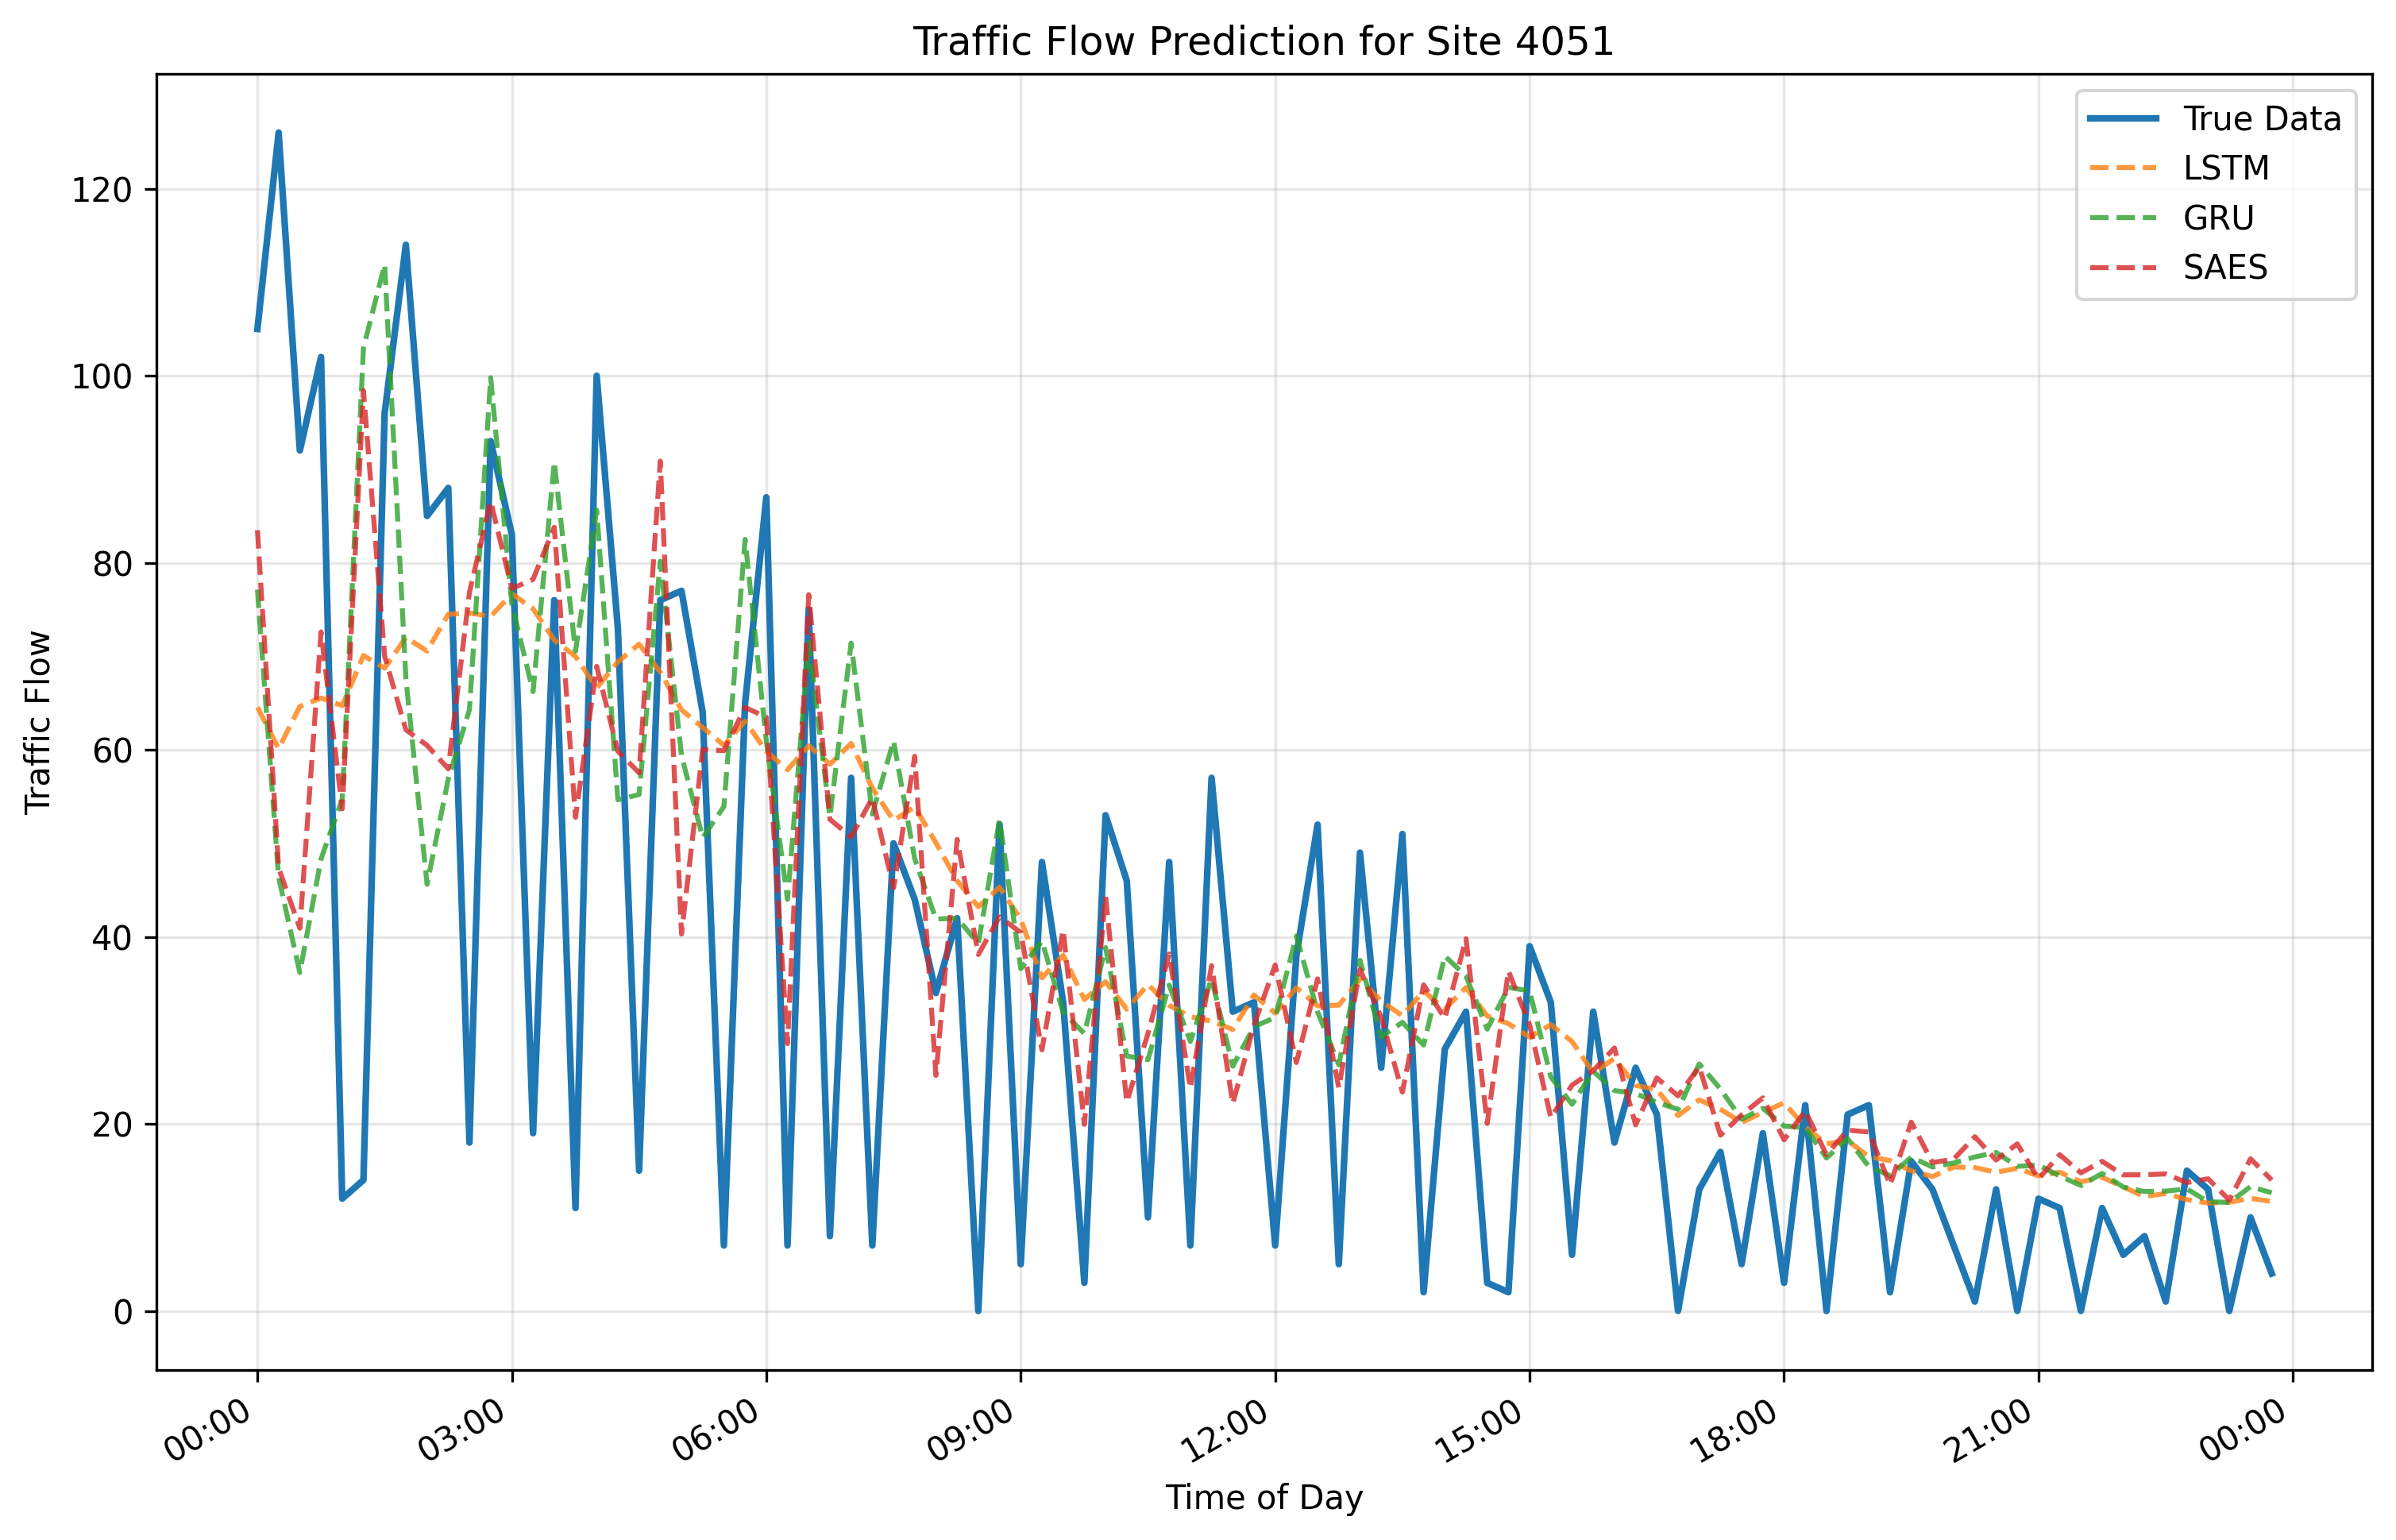 Traffic Flow Prediction for Site 4051
True Data
LSTM
GRU
SAES
120
100
80
60
40
20
0
Traffic Flow
00:00
03:00
06:00
09:00
12:00
15:00
18:00
21:00
00:00
Time of Day